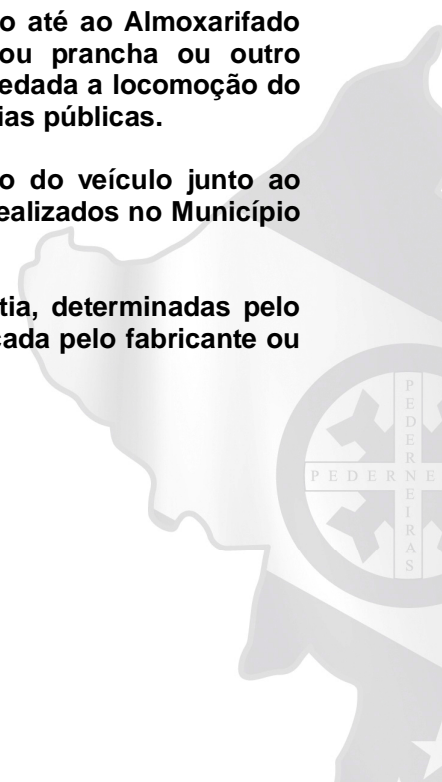 o até ao Almoxarifado
ou prancha ou outro
edada a locomoção do
ias públicas.
o do veículo junto ao
ealizados no Município
tia, determinadas pelo
cada pelo fabricante ou
PEDERNEIRAS
PEDERNE